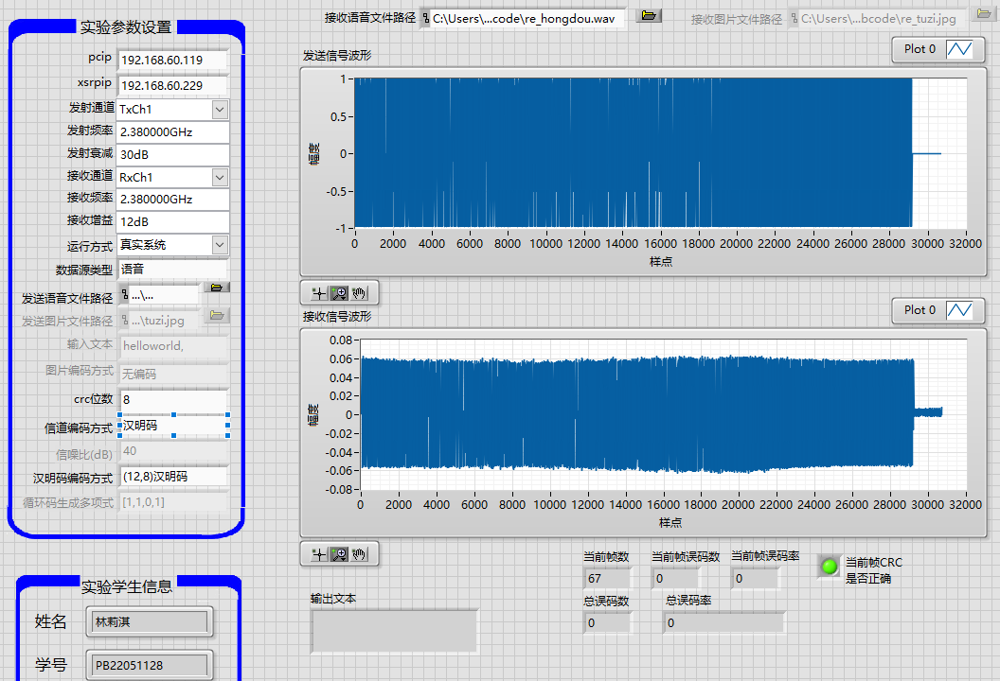 实验参数设置
pcip 192.168.60.119
xsrpip 192.168.60.229
发射通道 TxCh1
发射频率 2.380000GHz
发射衰减 30dB
接收通道 RxCh1
接收频率 2.380000GHz
接收增益 12dB
运行方式 真实系统
数据源类型 语音
发送语音文件路径 ...\...
发送图片文件路径 ...\tuzi.jpg
输入文本 helloworld,
图片编码方式 无编码
crc位数 8
信道编码方式 汉明码
信噪比(dB) 40
汉明码编码方式 (12,8)汉明码
循环码生成多项式 [1,1,0,1]
实验学生信息
姓名 林莉淇
学号 PB22051128
接收语音文件路径 C:\Users\...code\re_hongdou.wav
接收图片文件路径 C:\Users\...bcode\re_tuzi.jpg
发送信号波形
Plot 0
幅度
1
0.5
0
-0.5
-1
0 2000 4000 6000 8000 10000 12000 14000 16000 18000 20000 22000 24000 26000 28000 30000 32000
样点
接收信号波形
Plot 0
幅度
0.08
0.06
0.04
0.02
0
-0.02
-0.04
-0.06
-0.08
0 2000 4000 6000 8000 10000 12000 14000 16000 18000 20000 22000 24000 26000 28000 30000 32000
样点
输出文本
当前帧数 当前帧误码数 当前帧误码率
67 0 0
当前帧CRC
是否正确
总误码数 总误码率
0 0